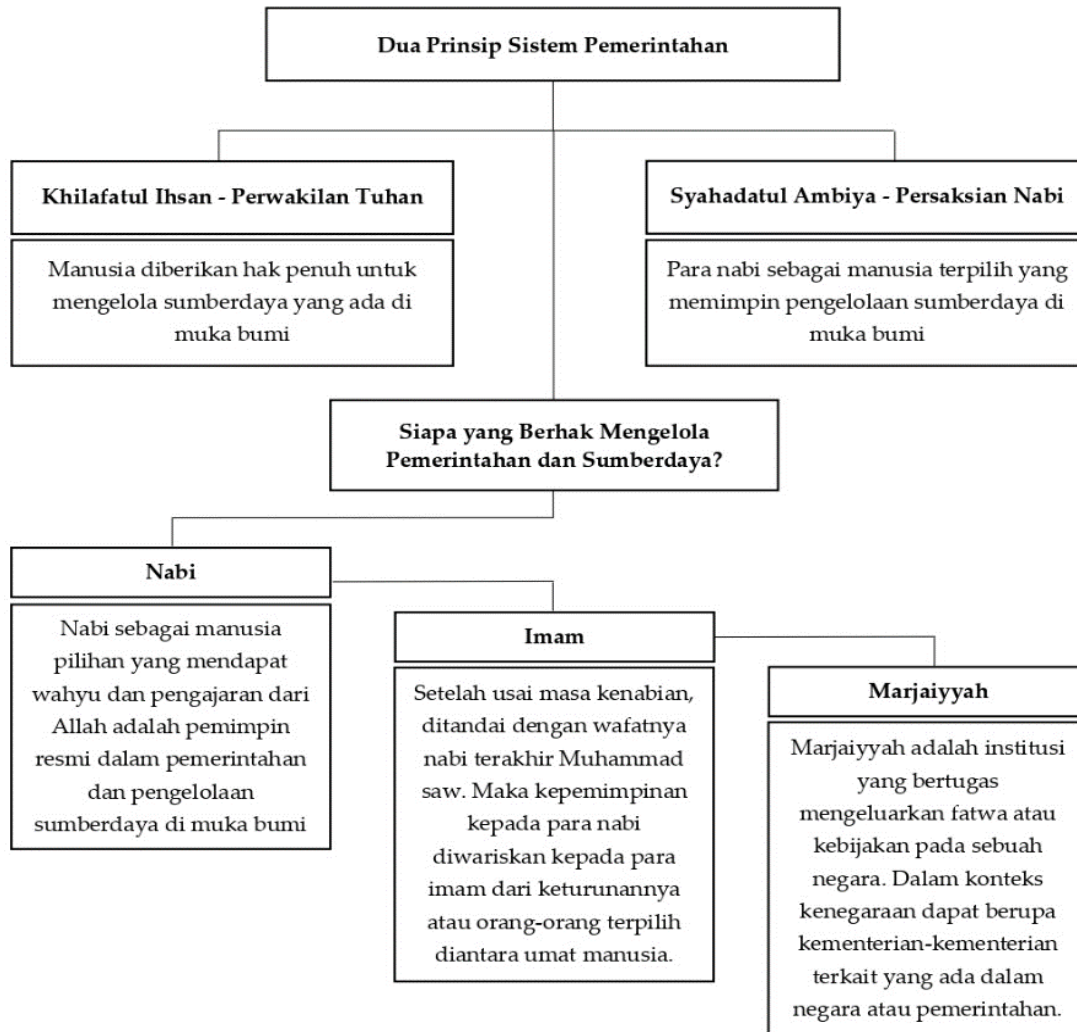 Dua Prinsip Sistem Pemerintahan
Khilafatul Ihsan - Perwakilan Tuhan
Manusia diberikan hak penuh untuk
mengelola sumberdaya yang ada di
muka bumi
Syahadatul Ambiya - Persaksian Nabi
Para nabi sebagai manusia terpilih yang
memimpin pengelolaan sumberdaya di
muka bumi
Siapa yang Berhak Mengelola
Pemerintahan dan Sumberdaya?
Nabi
Nabi sebagai manusia
pilihan yang mendapat
wahyu dan pengajaran dari
Allah adalah pemimpin
resmi dalam pemerintahan
dan pengelolaan
sumberdaya di muka bumi
Imam
Setelah usai masa kenabian,
ditandai dengan wafatnya
nabi terakhir Muhammad
saw. Maka kepemimpinan
kepada para nabi
diwariskan kepada para
imam dari keturunannya
atau orang-orang terpilih
diantara umat manusia.
Marjaiyyah
Marjaiyyah adalah institusi
yang bertugas
mengeluarkan fatwa atau
kebijakan pada sebuah
negara. Dalam konteks
kenegaraan dapat berupa
kementerian-kementerian
terkait yang ada dalam
negara atau pemerintahan.